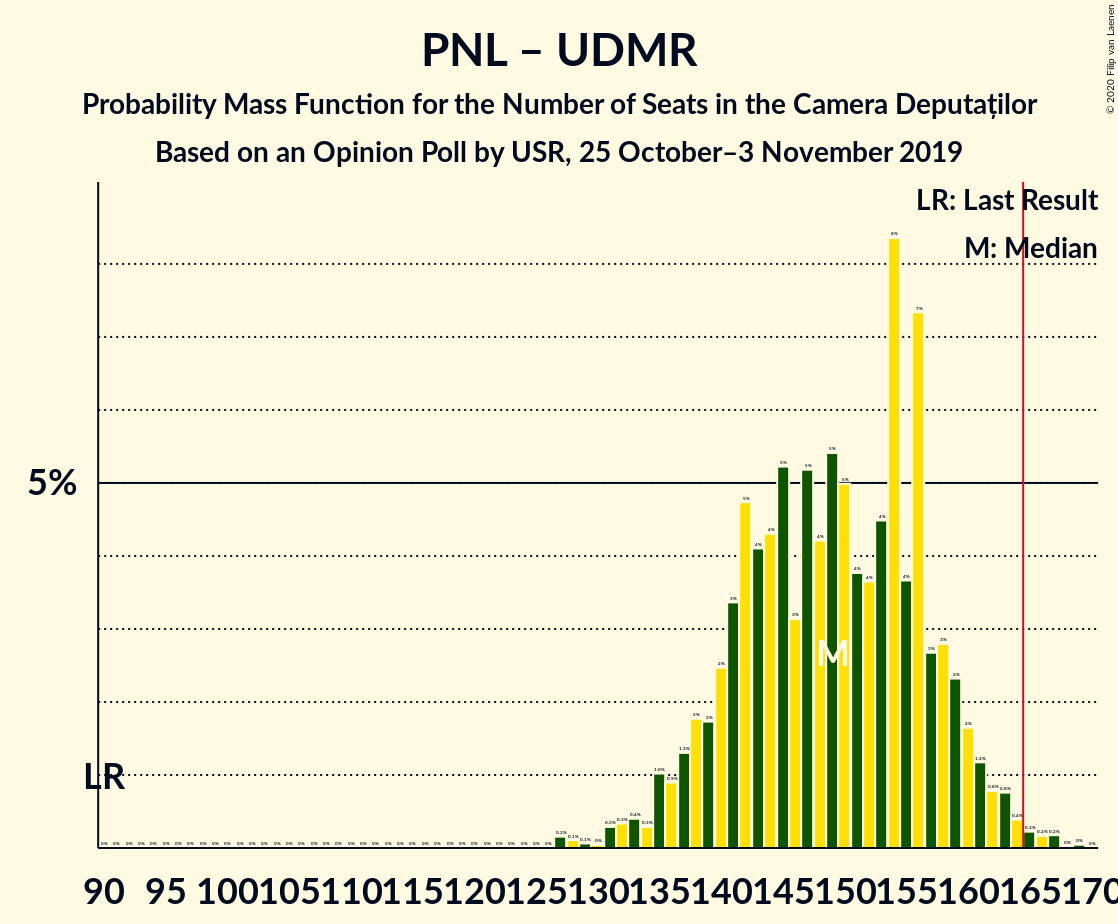 PNL – UDMR
Probability Mass Function for the Number of Seats in the Camera Deputaților
Based on an Opinion Poll by USR, 25 October–3 November 2019
© 2020 Filip van Laenen
LR: Last Result
M: Median
5%
LR
M
90 95 100 105 110 115 120 125 130 135 140 145 150 155 160 165 170